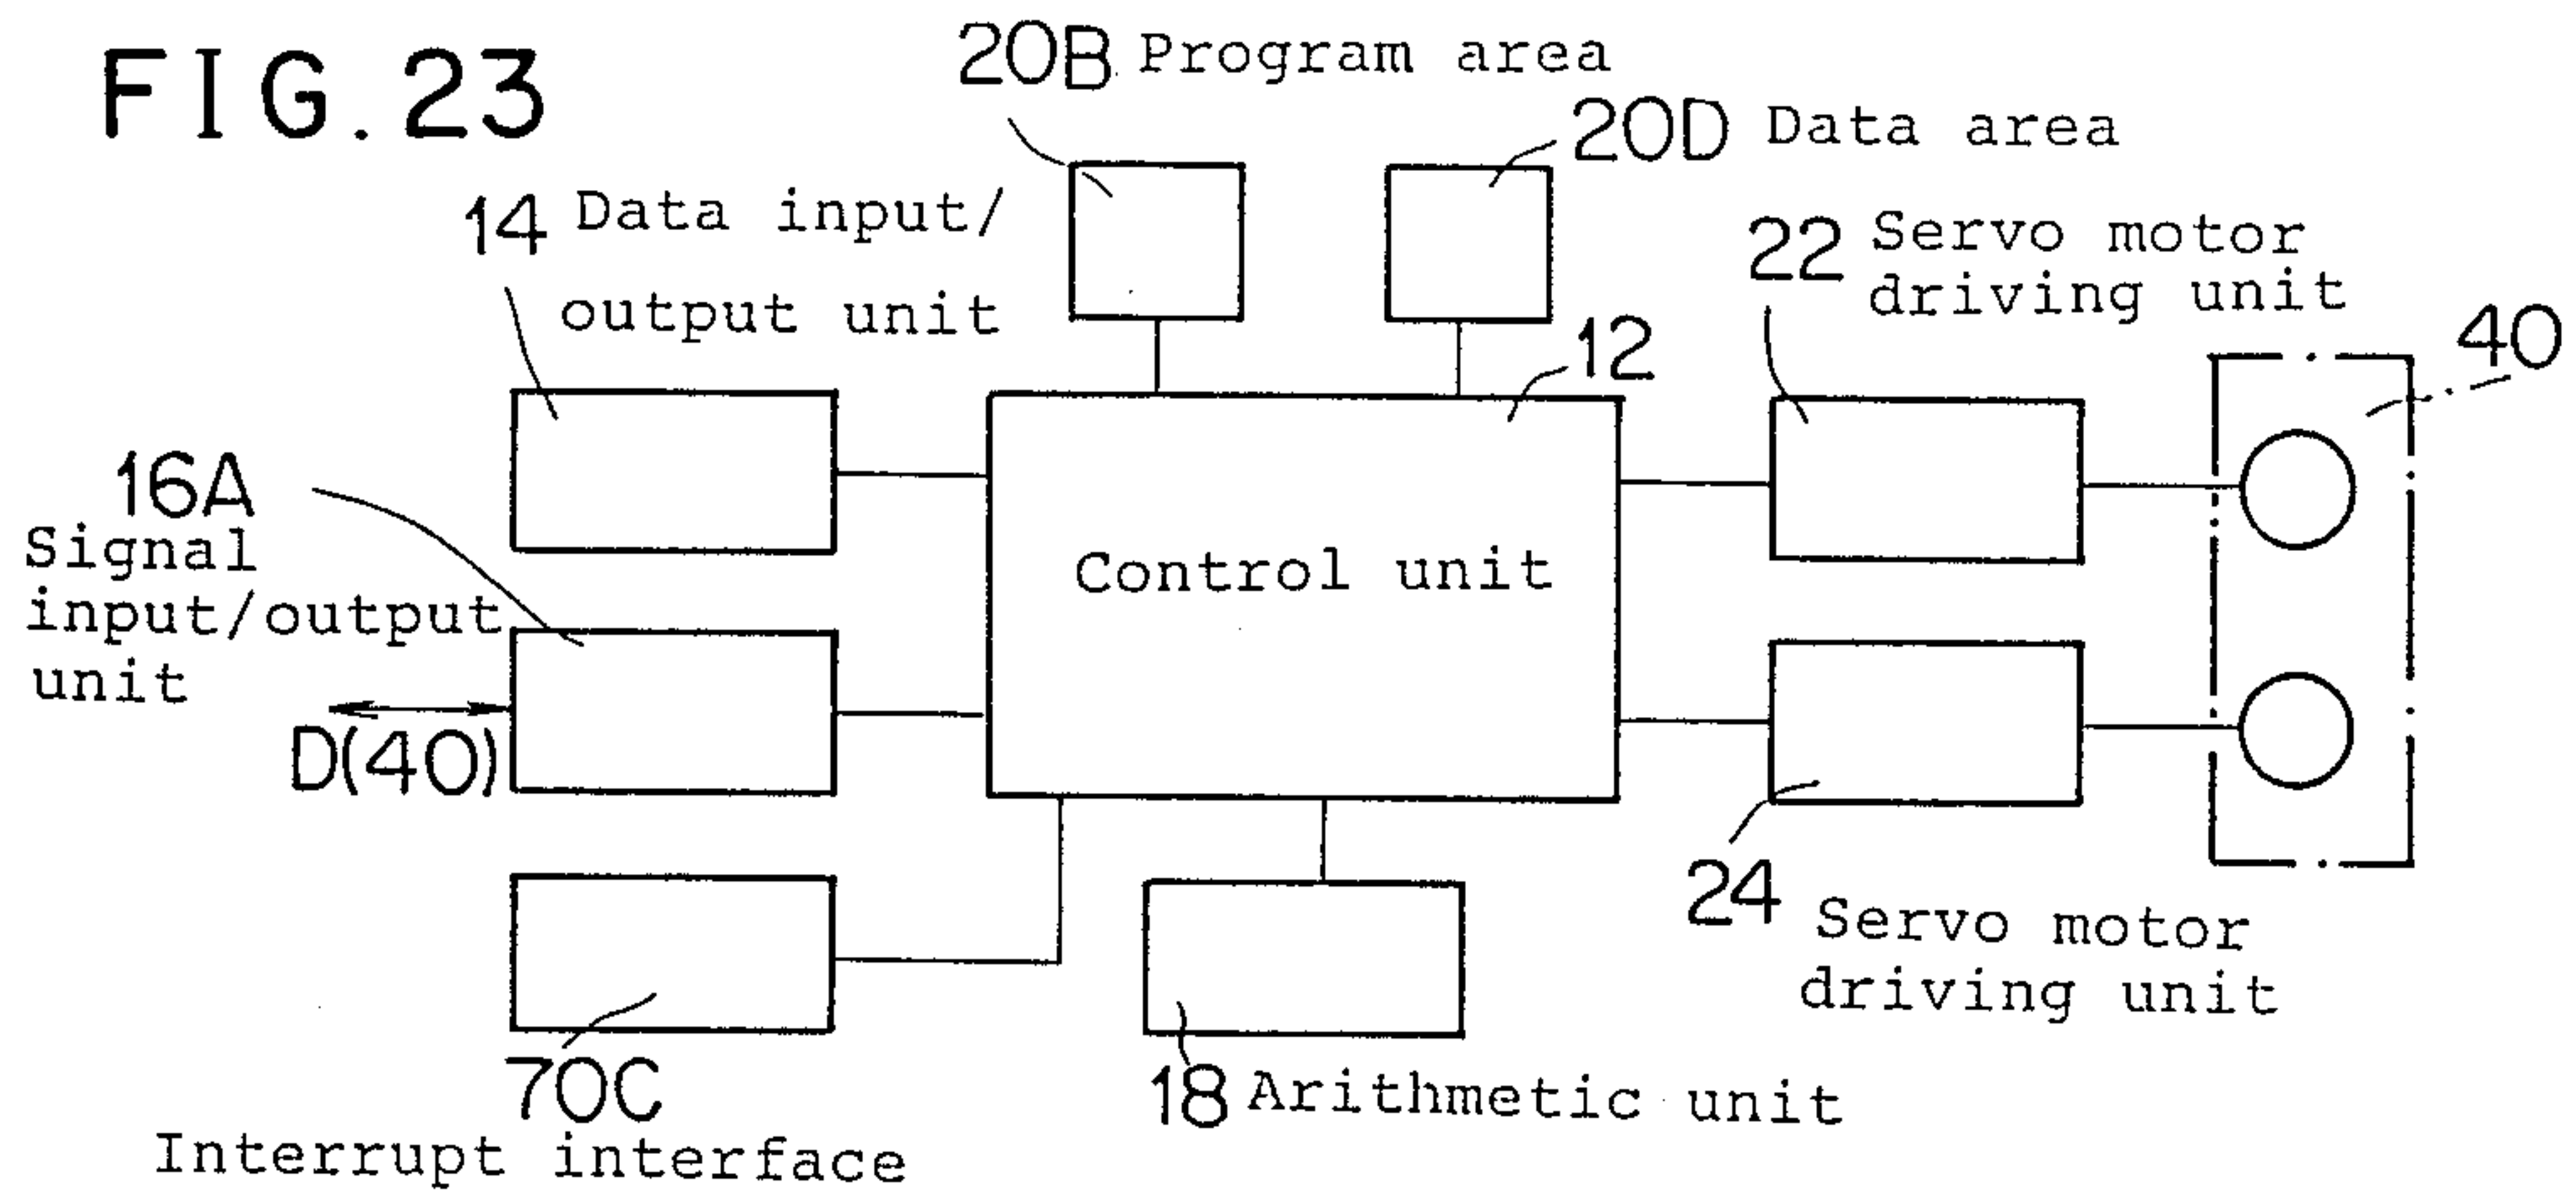 FIG. 23
20B Program area
20D Data area
14 Data input/
output unit
22 Servo motor
driving unit
40
12
16A
Signal
input/output
unit
Control unit
D(40)
24 Servo motor
driving unit
70C
Interrupt interface
18 Arithmetic unit